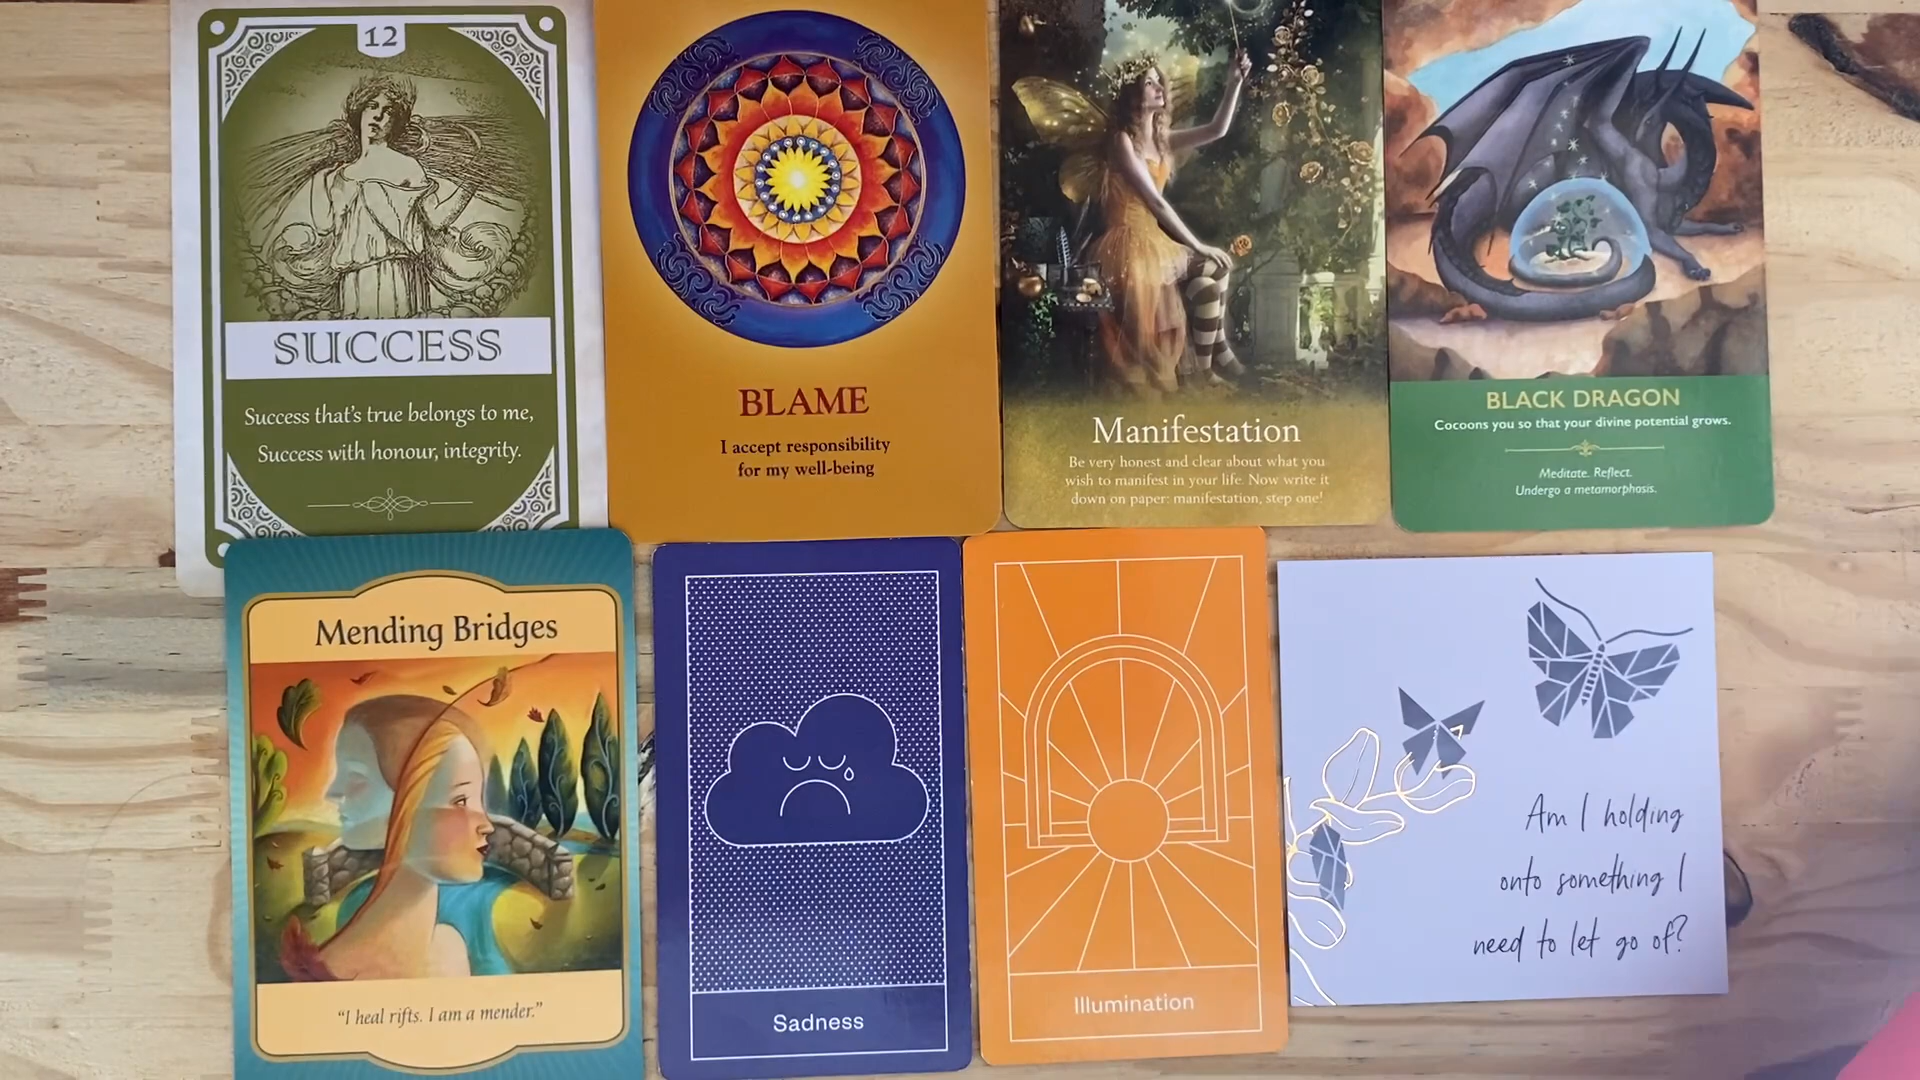 12
SUCCESS
Success that's true belongs to me,
Success with honour, integrity.
BLAME
I accept responsibility
for my well-being
Manifestation
Be very honest and clear about what you
wish to manifest in your life. Now write it
down on paper: manifestation, step one!
BLACK DRAGON
Cocoons you so that your divine potential grows.
Meditate. Reflect.
Undergo a metamorphosis.
Mending Bridges
"I heal rifts. I am a mender."
Sadness
Illumination
Am I holding
onto something I
need to let go of?